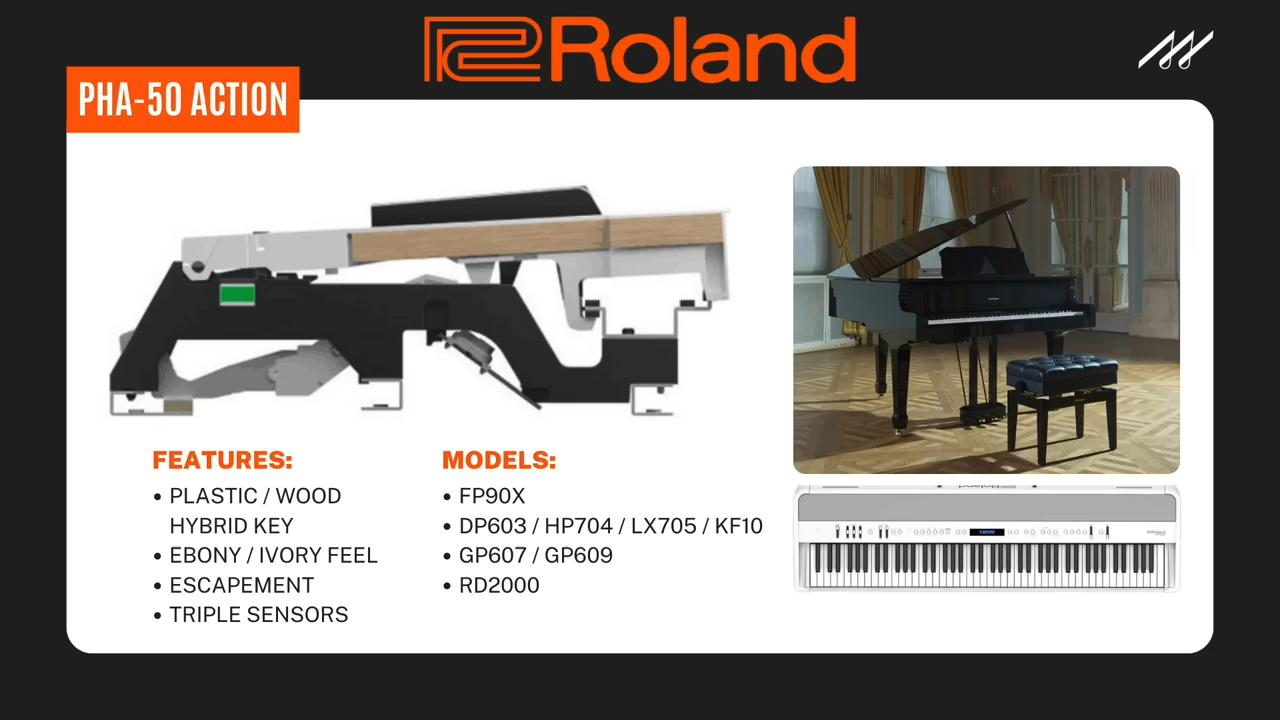 Roland
PHA-50 ACTION
FEATURES:
• PLASTIC / WOOD
HYBRID KEY
• EBONY / IVORY FEEL
• ESCAPEMENT
• TRIPLE SENSORS
MODELS:
• FP90X
• DP603 / HP704 / LX705 / KF10
• GP607 / GP609
• RD2000
Roland